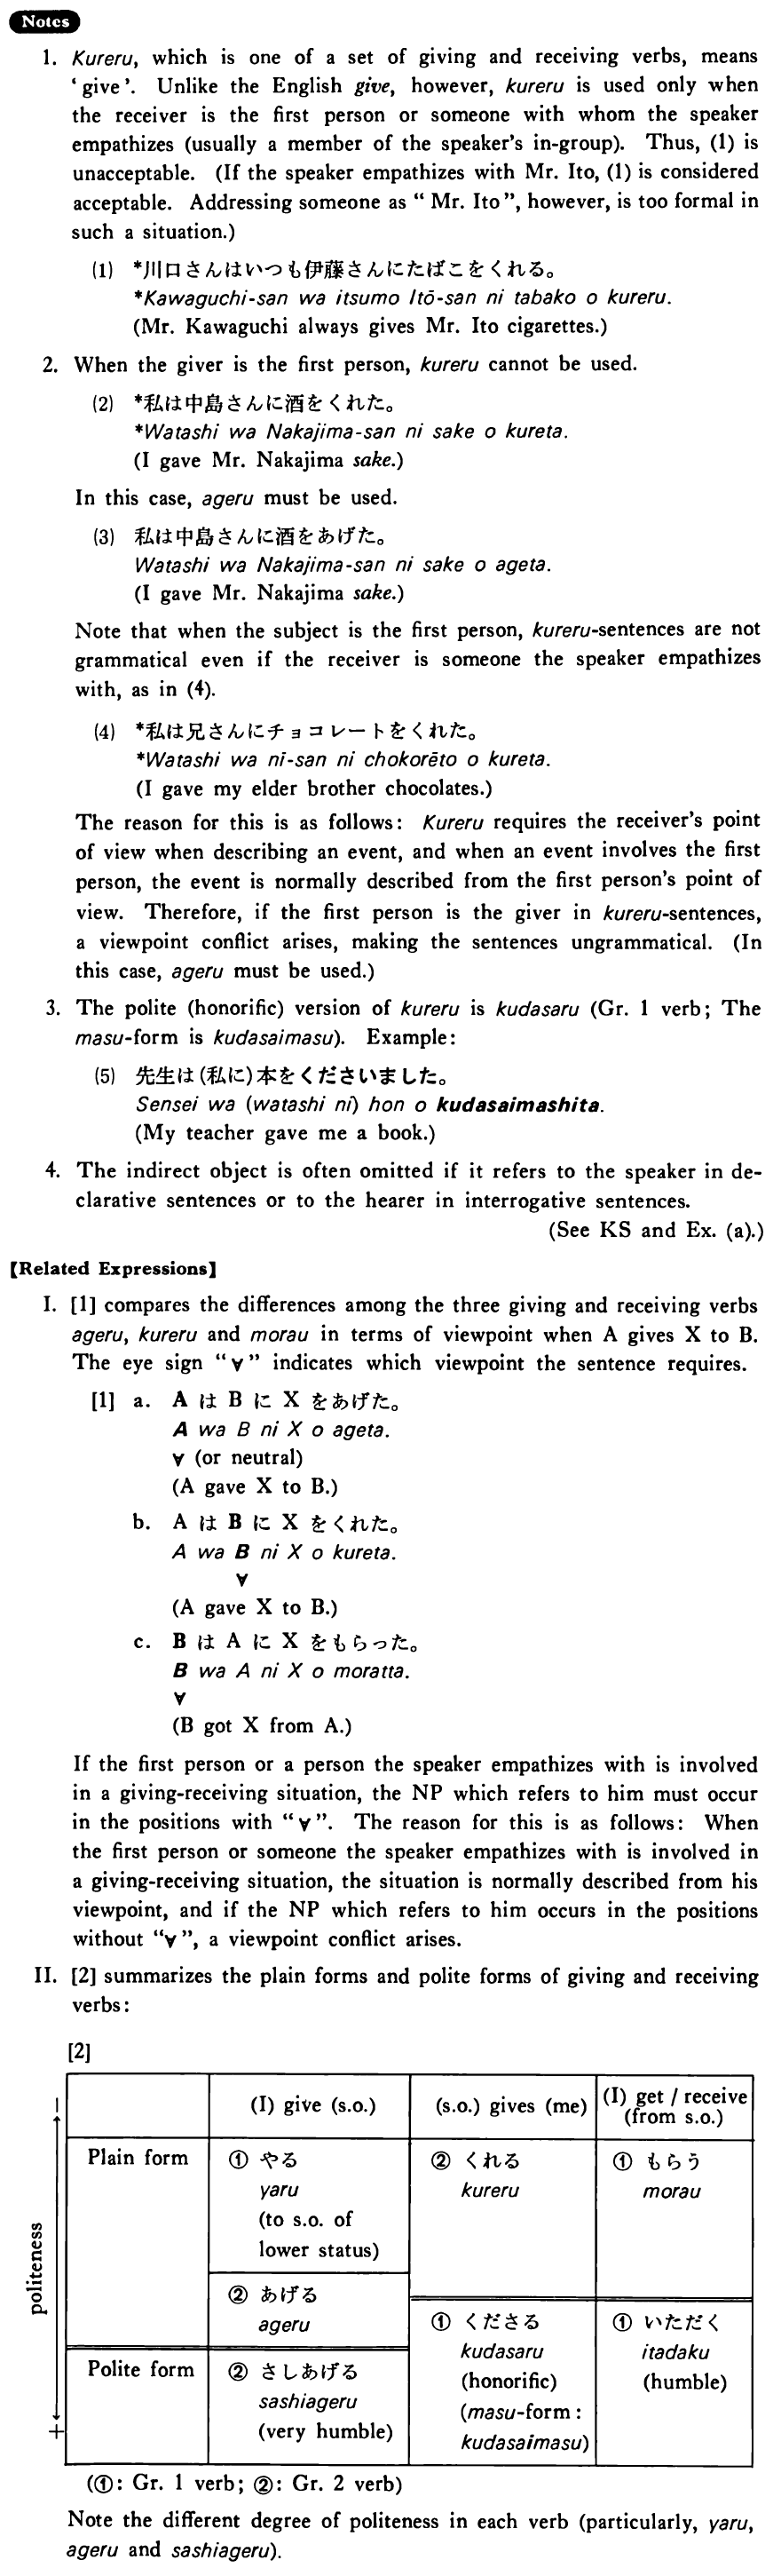 Notes
1. Kureru, which is one of a set of giving and receiving verbs, means
‘give’. Unlike the English give, however, kureru is used only when
the receiver is the first person or someone with whom the speaker
empathizes (usually a member of the speaker's in-group). Thus, (1) is
unacceptable. (If the speaker empathizes with Mr. Ito, (1) is considered
acceptable. Addressing someone as “Mr. Ito”, however, is too formal in
such a situation.)
(1) *川口さんはいつも伊藤さんにたばこをくれる。
*Kawaguchi-san wa itsumo Itō-san ni tabako o kureru.
(Mr. Kawaguchi always gives Mr. Ito cigarettes.)
2. When the giver is the first person, kureru cannot be used.
(2) *私は中島さんに酒をくれた。
*Watashi wa Nakajima-san ni sake o kureta.
(I gave Mr. Nakajima sake.)
In this case, ageru must be used.
(3) 私は中島さんに酒をあげた。
Watashi wa Nakajima-san ni sake o ageta.
(I gave Mr. Nakajima sake.)
Note that when the subject is the first person, kureru-sentences are not
grammatical even if the receiver is someone the speaker empathizes
with, as in (4).
(4) *私は兄さんにチョコレートをくれた。
*Watashi wa nī-san ni chokorēto o kureta.
(I gave my elder brother chocolates.)
The reason for this is as follows: Kureru requires the receiver's point
of view when describing an event, and when an event involves the first
person, the event is normally described from the first person's point of
view. Therefore, if the first person is the giver in kureru-sentences,
a viewpoint conflict arises, making the sentences ungrammatical. (In
this case, ageru must be used.)
3. The polite (honorific) version of kureru is kudasaru (Gr. 1 verb; The
masu-form is kudasaimasu). Example:
(5) 先生は(私に)本をくださいました。
Sensei wa (watashi ni) hon o kudasaimashita.
(My teacher gave me a book.)
4. The indirect object is often omitted if it refers to the speaker in de-
clarative sentences or to the hearer in interrogative sentences.
(See KS and Ex. (a).)
【Related Expressions】
I. [1] compares the differences among the three giving and receiving verbs
ageru, kureru and morau in terms of viewpoint when A gives X to B.
The eye sign “∀” indicates which viewpoint the sentence requires.
[1] a. A は B に X をあげた。
A wa B ni X o ageta.
∀ (or neutral)
(A gave X to B.)
b. A は B に X をくれた。
A wa B ni X o kureta.
∀
(A gave X to B.)
c. B は A に X をもらった。
B wa A ni X o moratta.
∀
(B got X from A.)
If the first person or a person the speaker empathizes with is involved
in a giving-receiving situation, the NP which refers to him must occur
in the positions with “∀”. The reason for this is as follows: When
the first person or someone the speaker empathizes with is involved in
a giving-receiving situation, the situation is normally described from his
viewpoint, and if the NP which refers to him occurs in the positions
without “∀”, a viewpoint conflict arises.
II. [2] summarizes the plain forms and polite forms of giving and receiving
verbs:
[2]
(I) give (s.o.)
(s.o.) gives (me)
(I) get / receive
(from s.o.)
− politeness +
Plain form
① やる
yaru
(to s.o. of
lower status)
② あげる
ageru
② くれる
kureru
① もらう
morau
Polite form
② さしあげる
sashiageru
(very humble)
① くださる
kudasaru
(honorific)
(masu-form:
kudasaimasu)
① いただく
itadaku
(humble)
(①: Gr. 1 verb; ②: Gr. 2 verb)
Note the different degree of politeness in each verb (particularly, yaru,
ageru and sashiageru).